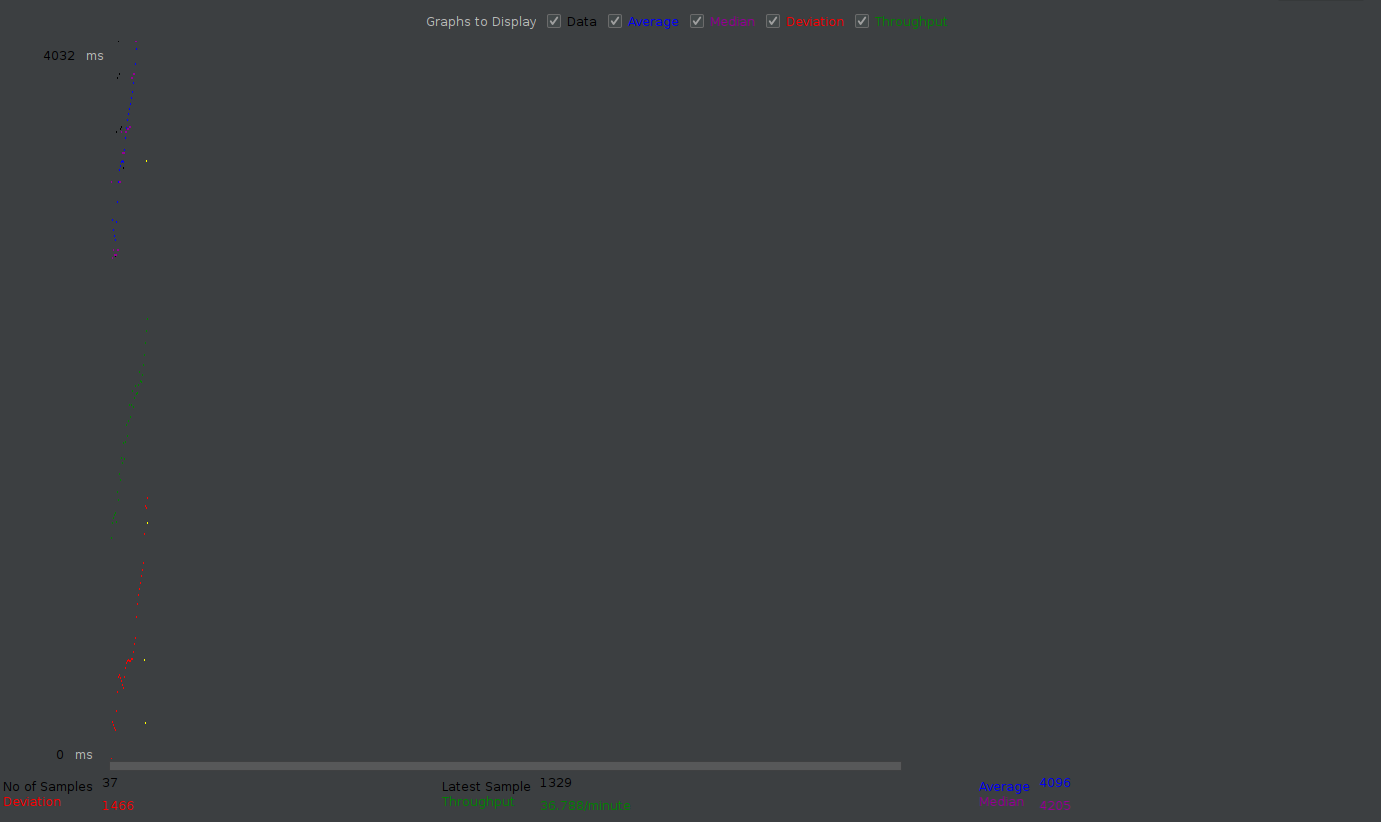 Graphs to Display Data Average Median Deviation Throughput
4032 ms
0 ms
No of Samples 37 Latest Sample 1329 Average 4096
Deviation 1466 Throughput 36.788/minute Median